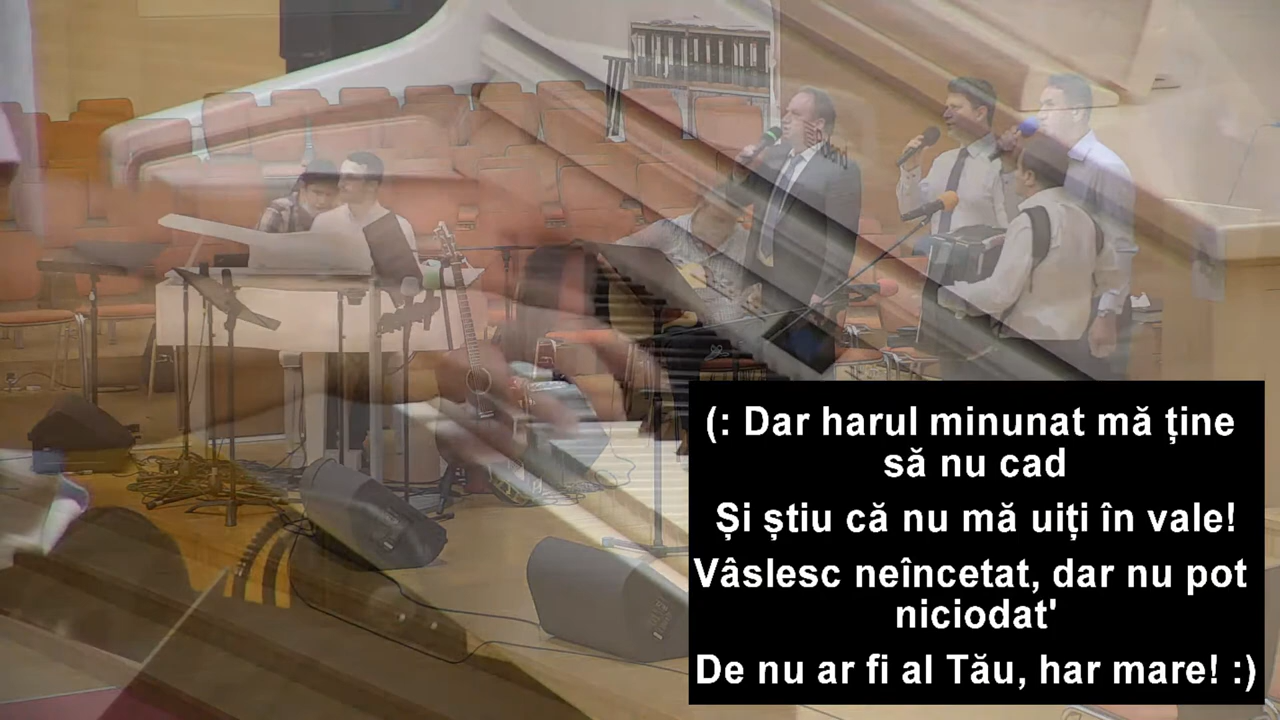 (: Dar harul minunat mă ține
să nu cad
Și știu că nu mă uiți în vale!
Vâslesc neîncetat, dar nu pot
niciodat'
De nu ar fi al Tău, har mare! :)